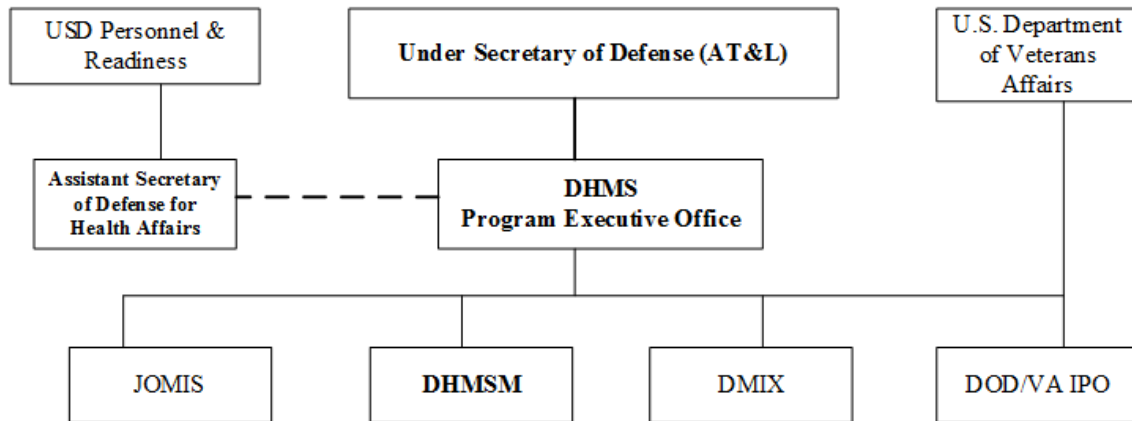 USD Personnel &
Readiness
Under Secretary of Defense (AT&L)
U.S. Department
of Veterans
Affairs
Assistant Secretary
of Defense for
Health Affairs
DHMS
Program Executive Office
JOMIS
DHMSM
DMIX
DOD/VA IPO